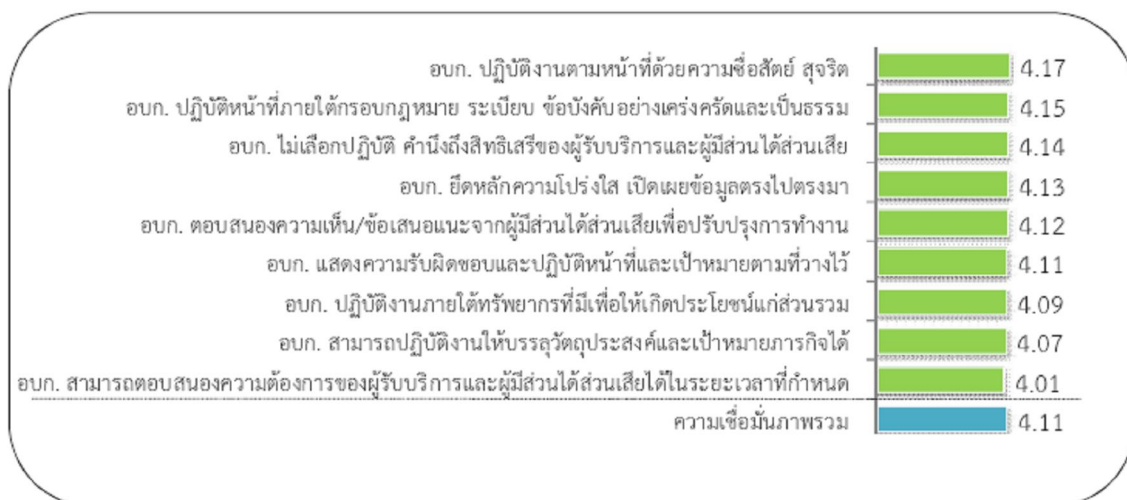 อบก. ปฏิบัติงานตามหน้าที่ด้วยความซื่อสัตย์ สุจริต 4.17
อบก. ปฏิบัติหน้าที่ภายใต้กรอบกฎหมาย ระเบียบ ข้อบังคับอย่างเคร่งครัดและเป็นธรรม 4.15
อบก. ไม่เลือกปฏิบัติ คำนึงถึงสิทธิเสรีของผู้รับบริการและผู้มีส่วนได้ส่วนเสีย 4.14
อบก. ยึดหลักความโปร่งใส เปิดเผยข้อมูลตรงไปตรงมา 4.13
อบก. ตอบสนองความเห็น/ข้อเสนอแนะจากผู้มีส่วนได้ส่วนเสียเพื่อปรับปรุงการทำงาน 4.12
อบก. แสดงความรับผิดชอบและปฏิบัติหน้าที่และเป้าหมายตามที่วางไว้ 4.11
อบก. ปฏิบัติงานภายใต้ทรัพยากรที่มีเพื่อให้เกิดประโยชน์แก่ส่วนรวม 4.09
อบก. สามารถปฏิบัติงานให้บรรลุวัตถุประสงค์และเป้าหมายภารกิจได้ 4.07
อบก. สามารถตอบสนองความต้องการของผู้รับบริการและผู้มีส่วนได้ส่วนเสียได้ในระยะเวลาที่กำหนด 4.01
ความเชื่อมั่นภาพรวม 4.11